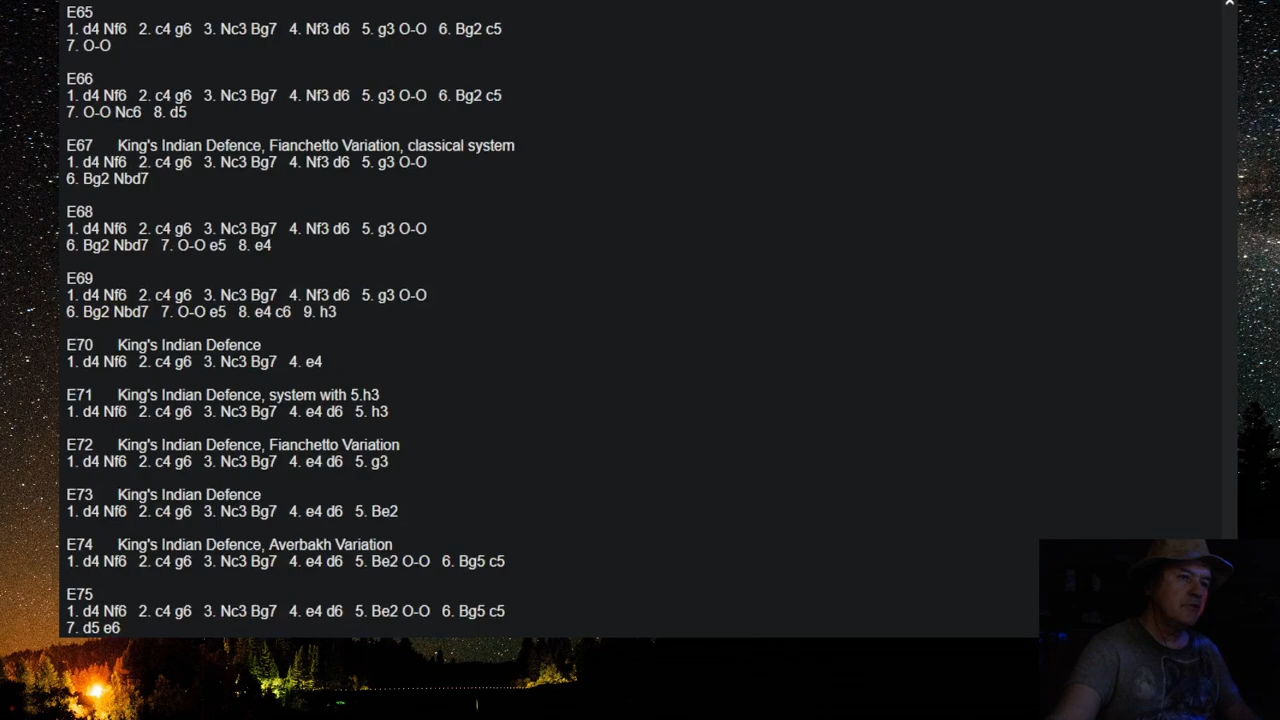 E65
1. d4 Nf6 2. c4 g6 3. Nc3 Bg7 4. Nf3 d6 5. g3 O-O 6. Bg2 c5
7. O-O
E66
1. d4 Nf6 2. c4 g6 3. Nc3 Bg7 4. Nf3 d6 5. g3 O-O 6. Bg2 c5
7. O-O Nc6 8. d5
E67 King's Indian Defence, Fianchetto Variation, classical system
1. d4 Nf6 2. c4 g6 3. Nc3 Bg7 4. Nf3 d6 5. g3 O-O
6. Bg2 Nbd7
E68
1. d4 Nf6 2. c4 g6 3. Nc3 Bg7 4. Nf3 d6 5. g3 O-O
6. Bg2 Nbd7 7. O-O e5 8. e4
E69
1. d4 Nf6 2. c4 g6 3. Nc3 Bg7 4. Nf3 d6 5. g3 O-O
6. Bg2 Nbd7 7. O-O e5 8. e4 c6 9. h3
E70 King's Indian Defence
1. d4 Nf6 2. c4 g6 3. Nc3 Bg7 4. e4
E71 King's Indian Defence, system with 5.h3
1. d4 Nf6 2. c4 g6 3. Nc3 Bg7 4. e4 d6 5. h3
E72 King's Indian Defence, Fianchetto Variation
1. d4 Nf6 2. c4 g6 3. Nc3 Bg7 4. e4 d6 5. g3
E73 King's Indian Defence
1. d4 Nf6 2. c4 g6 3. Nc3 Bg7 4. e4 d6 5. Be2
E74 King's Indian Defence, Averbakh Variation
1. d4 Nf6 2. c4 g6 3. Nc3 Bg7 4. e4 d6 5. Be2 O-O 6. Bg5 c5
E75
1. d4 Nf6 2. c4 g6 3. Nc3 Bg7 4. e4 d6 5. Be2 O-O 6. Bg5 c5
7. d5 e6